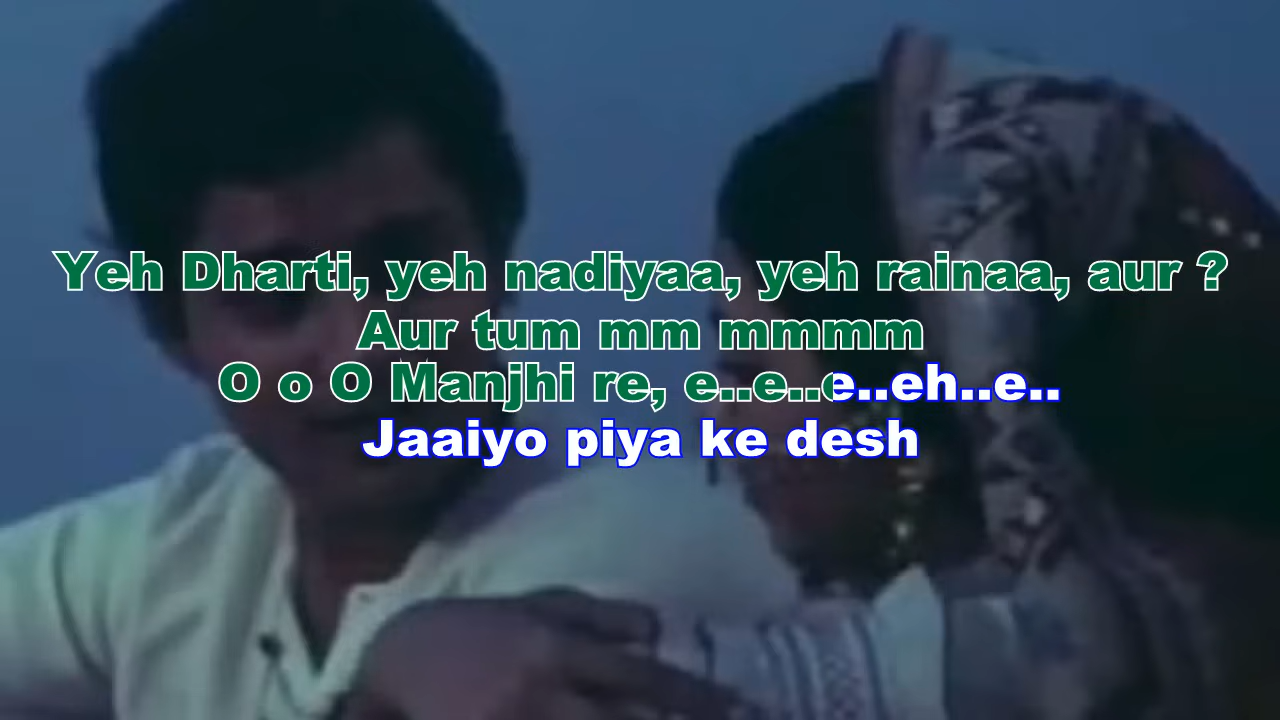 Yeh Dharti, yeh nadiyaa, yeh rainaa, aur ?
Aur tum mm mmmm
O o O Manjhi re, e..e..e..eh..e..
Jaaiyo piya ke desh